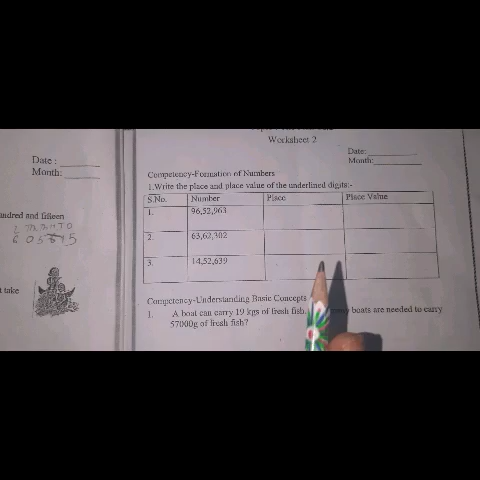 Worksheet 2
Date:
Month:
Date :
Month:
Competency-Formation of Numbers
1.Write the place and place value of the underlined digits:-
S.No. Number Place Place Value
1. 96,52,963
2. 63,62,302
3. 14,52,639
ndred and fifteen
take
Competency-Understanding Basic Concepts
1. A boat can carry 19 kgs of fresh fish. boats are needed to carry
57000g of fresh fish?